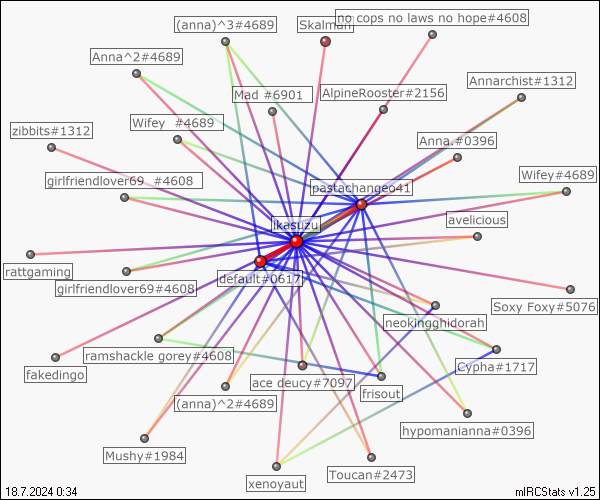 no cops no laws no hope#4608
(anna)^3#4689
Skalman
Anna^2#4689
Annarchist#1312
Mad #6901
AlpineRooster#2156
Wifey #4689
zibbits#1312
Anna.#0396
Wifey#4689
girlfriendlover69 #4608
pastachangeo41
avelicious
ikasuzu
rattgaming
default#0617
girlfriendlover69#4608
Soxy Foxy#5076
neokingghidorah
ramshackle gorey#4608
Cypha#1717
fakedingo
ace deucy#7097
frisout
(anna)^2#4689
hypomanianna#0396
Mushy#1984
Toucan#2473
xenoyaut
18.7.2024 0:34
mIRCStats v1.25